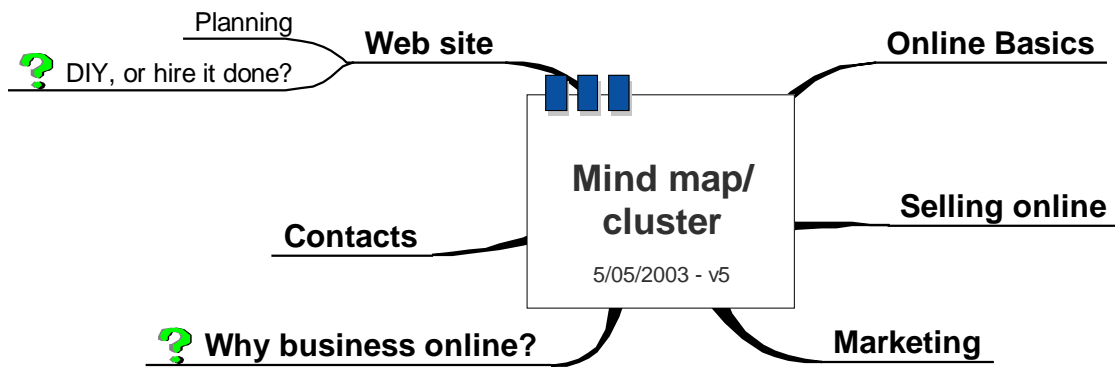 Planning
DIY, or hire it done?
Web site
Online Basics
Mind map/
cluster
5/05/2003 - v5
Selling online
Contacts
Why business online?
Marketing